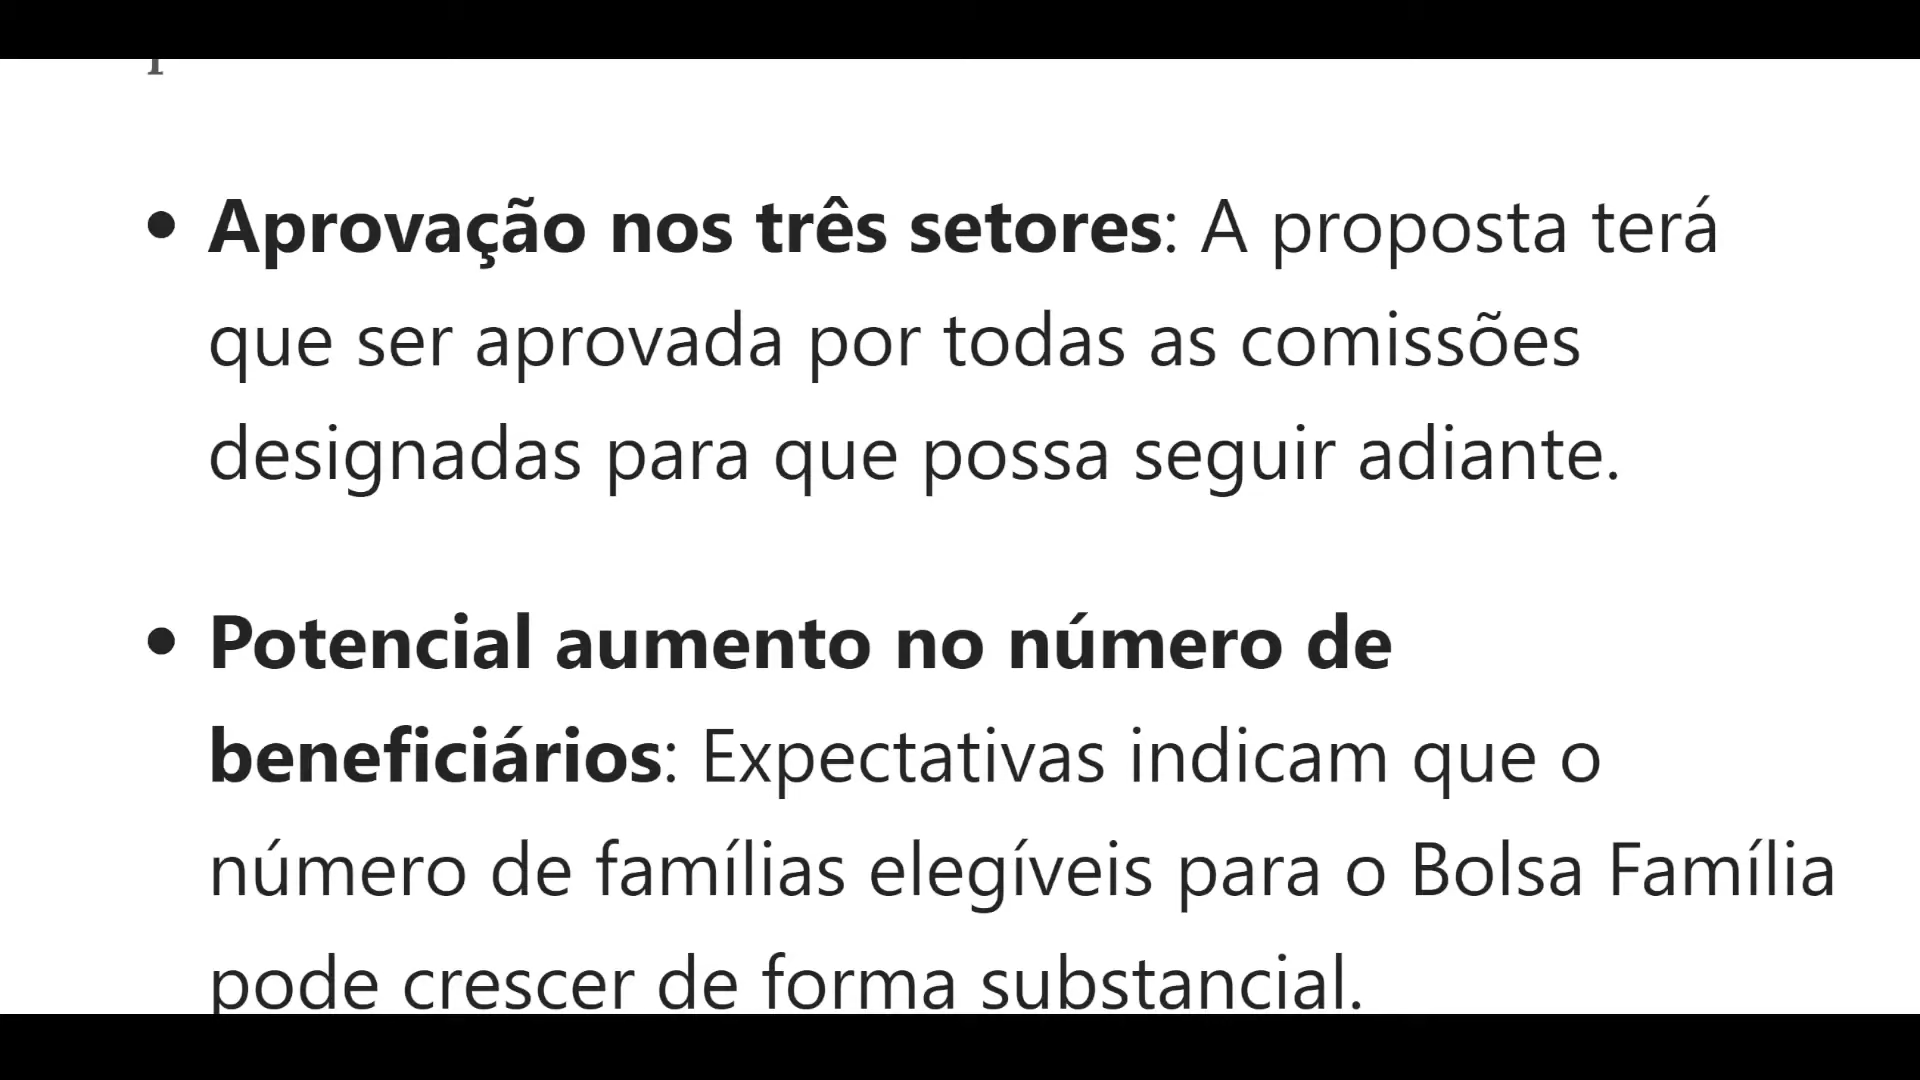 • Aprovação nos três setores: A proposta terá
que ser aprovada por todas as comissões
designadas para que possa seguir adiante.
• Potencial aumento no número de
beneficiários: Expectativas indicam que o
número de famílias elegíveis para o Bolsa Família
pode crescer de forma substancial.